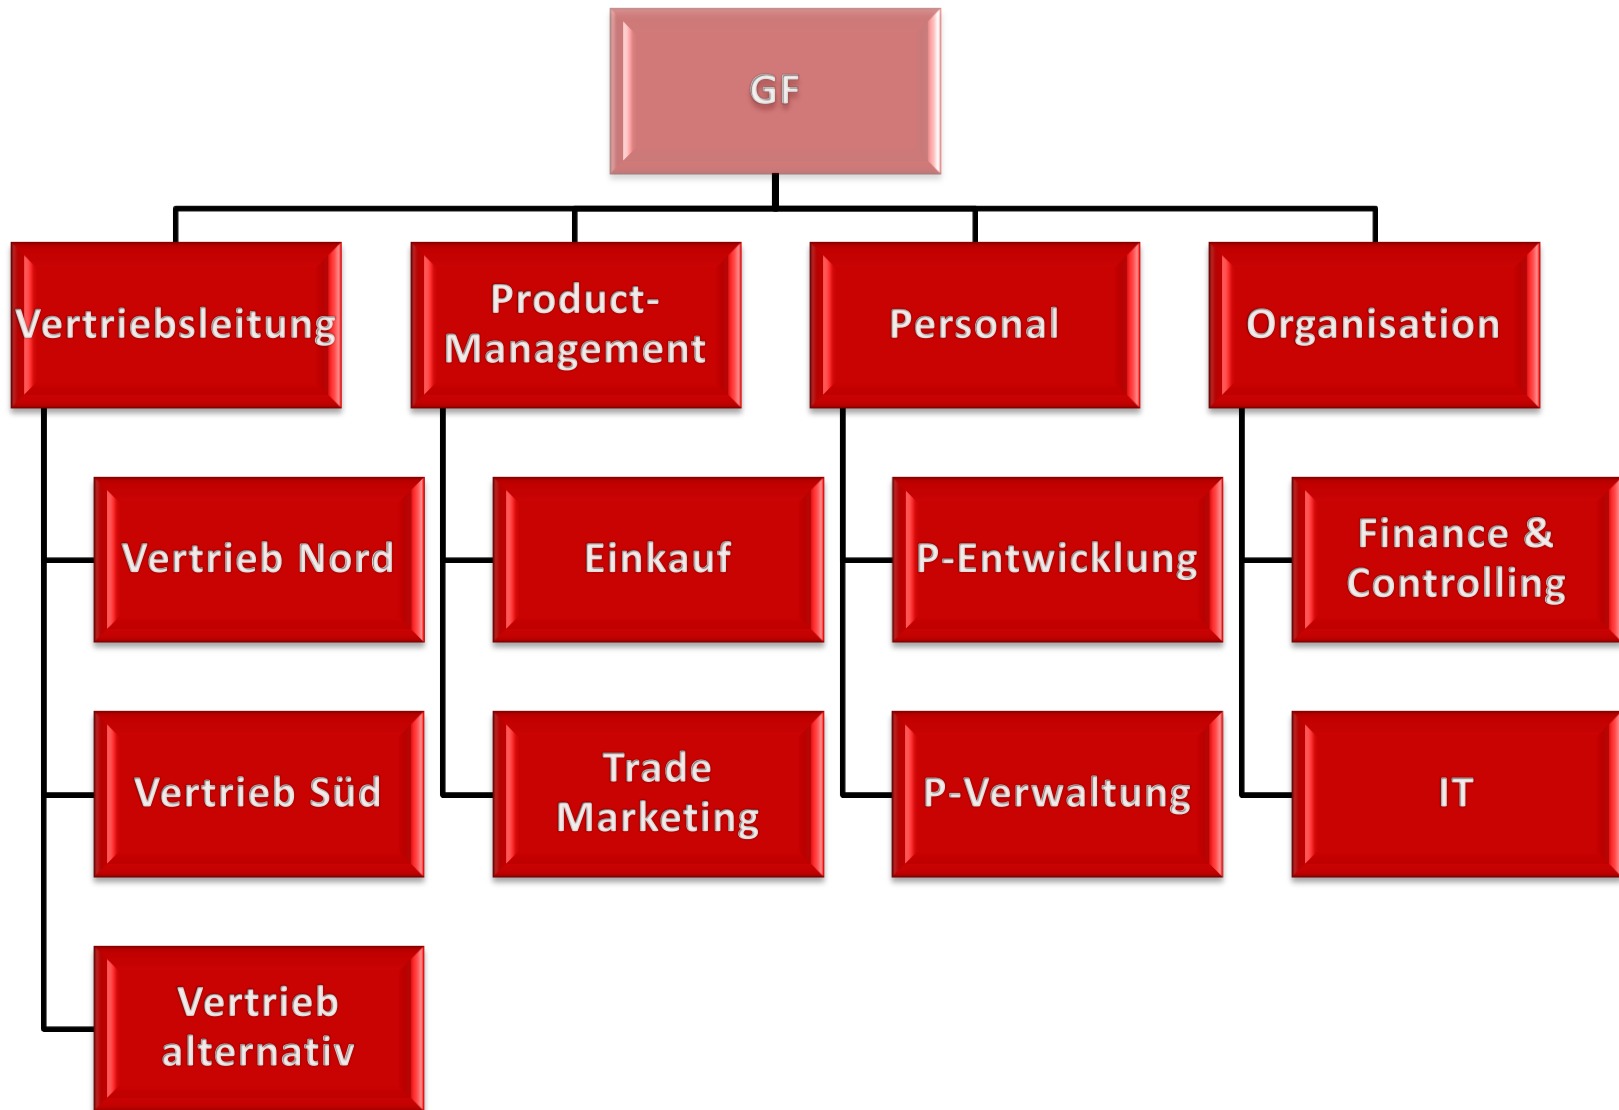 GF
Vertriebsleitung
Product-
Management
Personal
Organisation
Vertrieb Nord
Einkauf
P-Entwicklung
Finance &
Controlling
Vertrieb Süd
Trade
Marketing
P-Verwaltung
IT
Vertrieb
alternativ